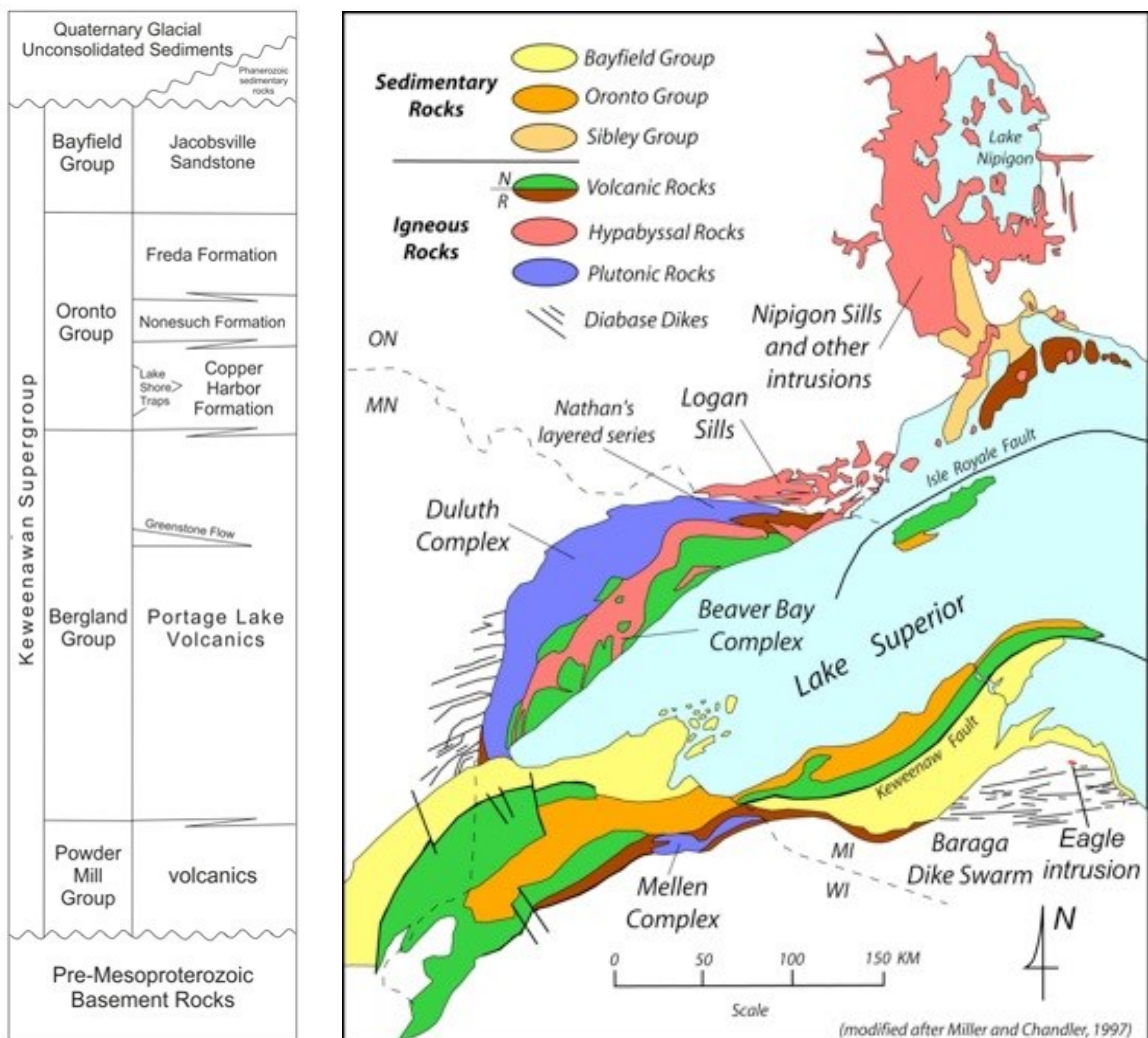 Quaternary Glacial
Unconsolidated Sediments
Phanerozoic
sedimentary
rocks
Keweenawan Supergroup
Bayfield
Group
Jacobsville
Sandstone
Oronto
Group
Freda Formation
Nonesuch Formation
Lake
Shore
Traps
Copper
Harbor
Formation
Bergland
Group
Greenstone Flow
Portage Lake
Volcanics
Powder
Mill
Group
volcanics
Pre-Mesoproterozoic
Basement Rocks
Sedimentary
Rocks
Bayfield Group
Oronto Group
Sibley Group
Igneous
Rocks
N
R
Volcanic Rocks
Hypabyssal Rocks
Plutonic Rocks
Diabase Dikes
Lake
Nipigon
Nipigon Sills
and other
intrusions
ON
MN
Nathan's
layered series
Logan
Sills
Isle Royale Fault
Duluth
Complex
Beaver Bay
Complex
Lake Superior
Keweenaw Fault
Mellen
Complex
MI
WI
Baraga
Dike Swarm
Eagle
intrusion
N
0 50 100 150 KM
Scale
(modified after Miller and Chandler, 1997)